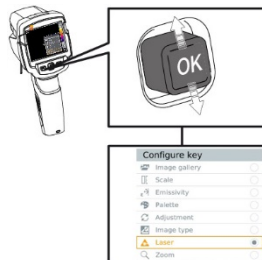 OK
Configure key
Image gallery
Scale
Emissivity
Palette
Adjustment
Image type
Laser
Zoom